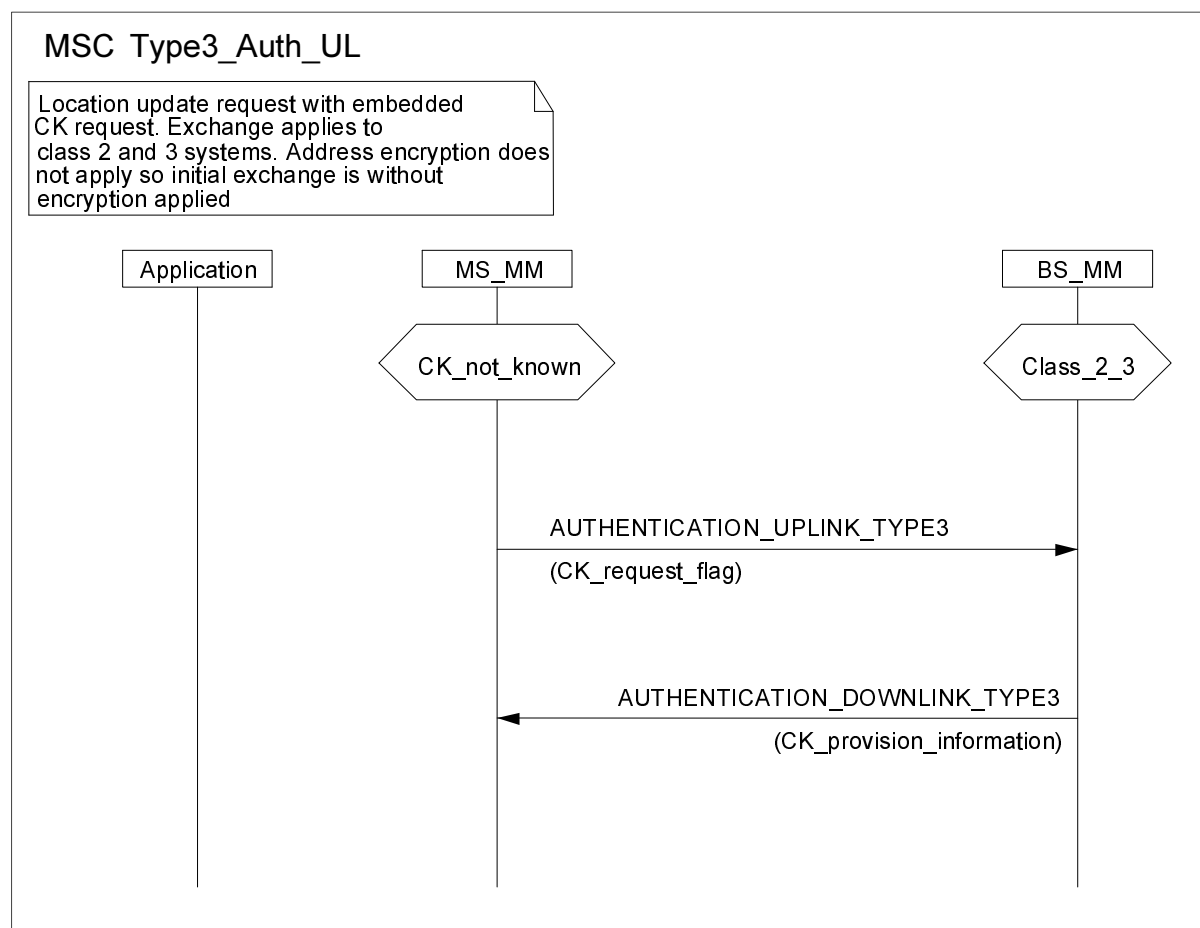 MSC Type3_Auth_UL
Location update request with embedded
CK request. Exchange applies to
class 2 and 3 systems. Address encryption does
not apply so initial exchange is without
encryption applied
Application
MS_MM
BS_MM
CK_not_known
Class_2_3
AUTHENTICATION_UPLINK_TYPE3
(CK_request_flag)
AUTHENTICATION_DOWNLINK_TYPE3
(CK_provision_information)